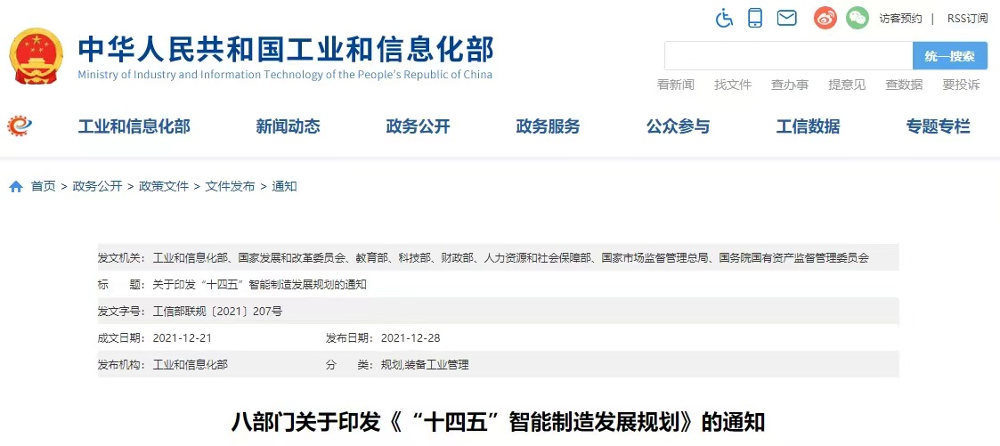 访客预约 | RSS订阅
中华人民共和国工业和信息化部
Ministry of Industry and Information Technology of the People's Republic of China
统一搜索
看新闻 找文件 查办事 提意见 查数据 要投诉
工业和信息化部 新闻动态 政务公开 政务服务 公众参与 工信数据 专题专栏
首页 > 政务公开 > 政策文件 > 文件发布 > 通知
发文机关： 工业和信息化部、国家发展和改革委员会、教育部、科技部、财政部、人力资源和社会保障部、国家市场监督管理总局、国务院国有资产监督管理委员会
标 题： 关于印发“十四五”智能制造发展规划的通知
发文字号： 工信部联规〔2021〕207号
成文日期： 2021-12-21 发布日期： 2021-12-28
发布机构： 工业和信息化部 分 类： 规划,装备工业管理
八部门关于印发《“十四五”智能制造发展规划》的通知